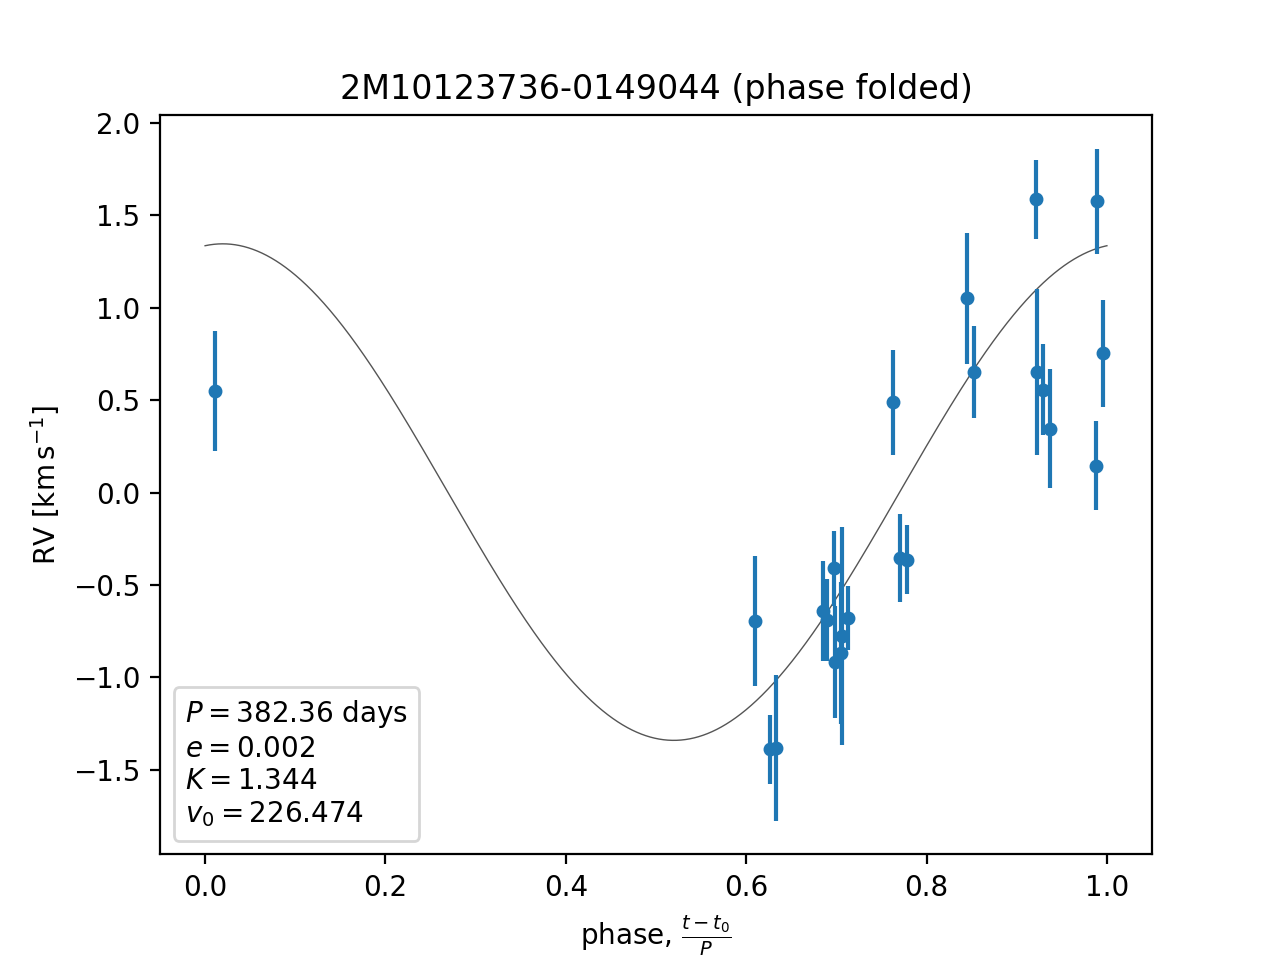 2M10123736-0149044 (phase folded)
RV [km s⁻¹]
2.0
1.5
1.0
0.5
0.0
−0.5
−1.0
−1.5
P = 382.36 days
e = 0.002
K = 1.344
v₀ = 226.474
0.0 0.2 0.4 0.6 0.8 1.0
phase, (t − t₀)/P